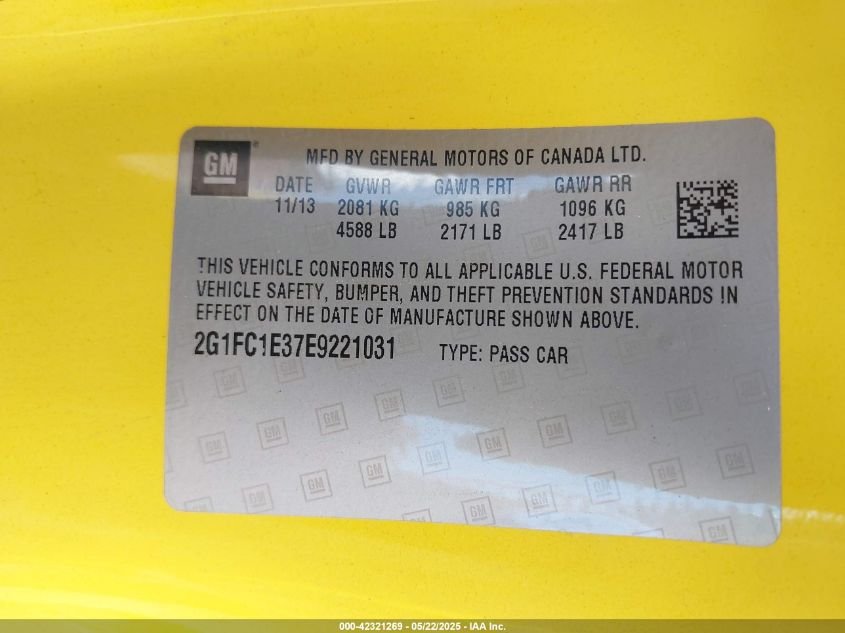 GM
MFD BY GENERAL MOTORS OF CANADA LTD.
DATE GVWR GAWR FRT GAWR RR
11/13 2081 KG 985 KG 1096 KG
4588 LB 2171 LB 2417 LB
THIS VEHICLE CONFORMS TO ALL APPLICABLE U.S. FEDERAL MOTOR
VEHICLE SAFETY, BUMPER, AND THEFT PREVENTION STANDARDS IN
EFFECT ON THE DATE OF MANUFACTURE SHOWN ABOVE.
2G1FC1E37E9221031 TYPE: PASS CAR
000-42321269 - 05/22/2025 - IAA Inc.